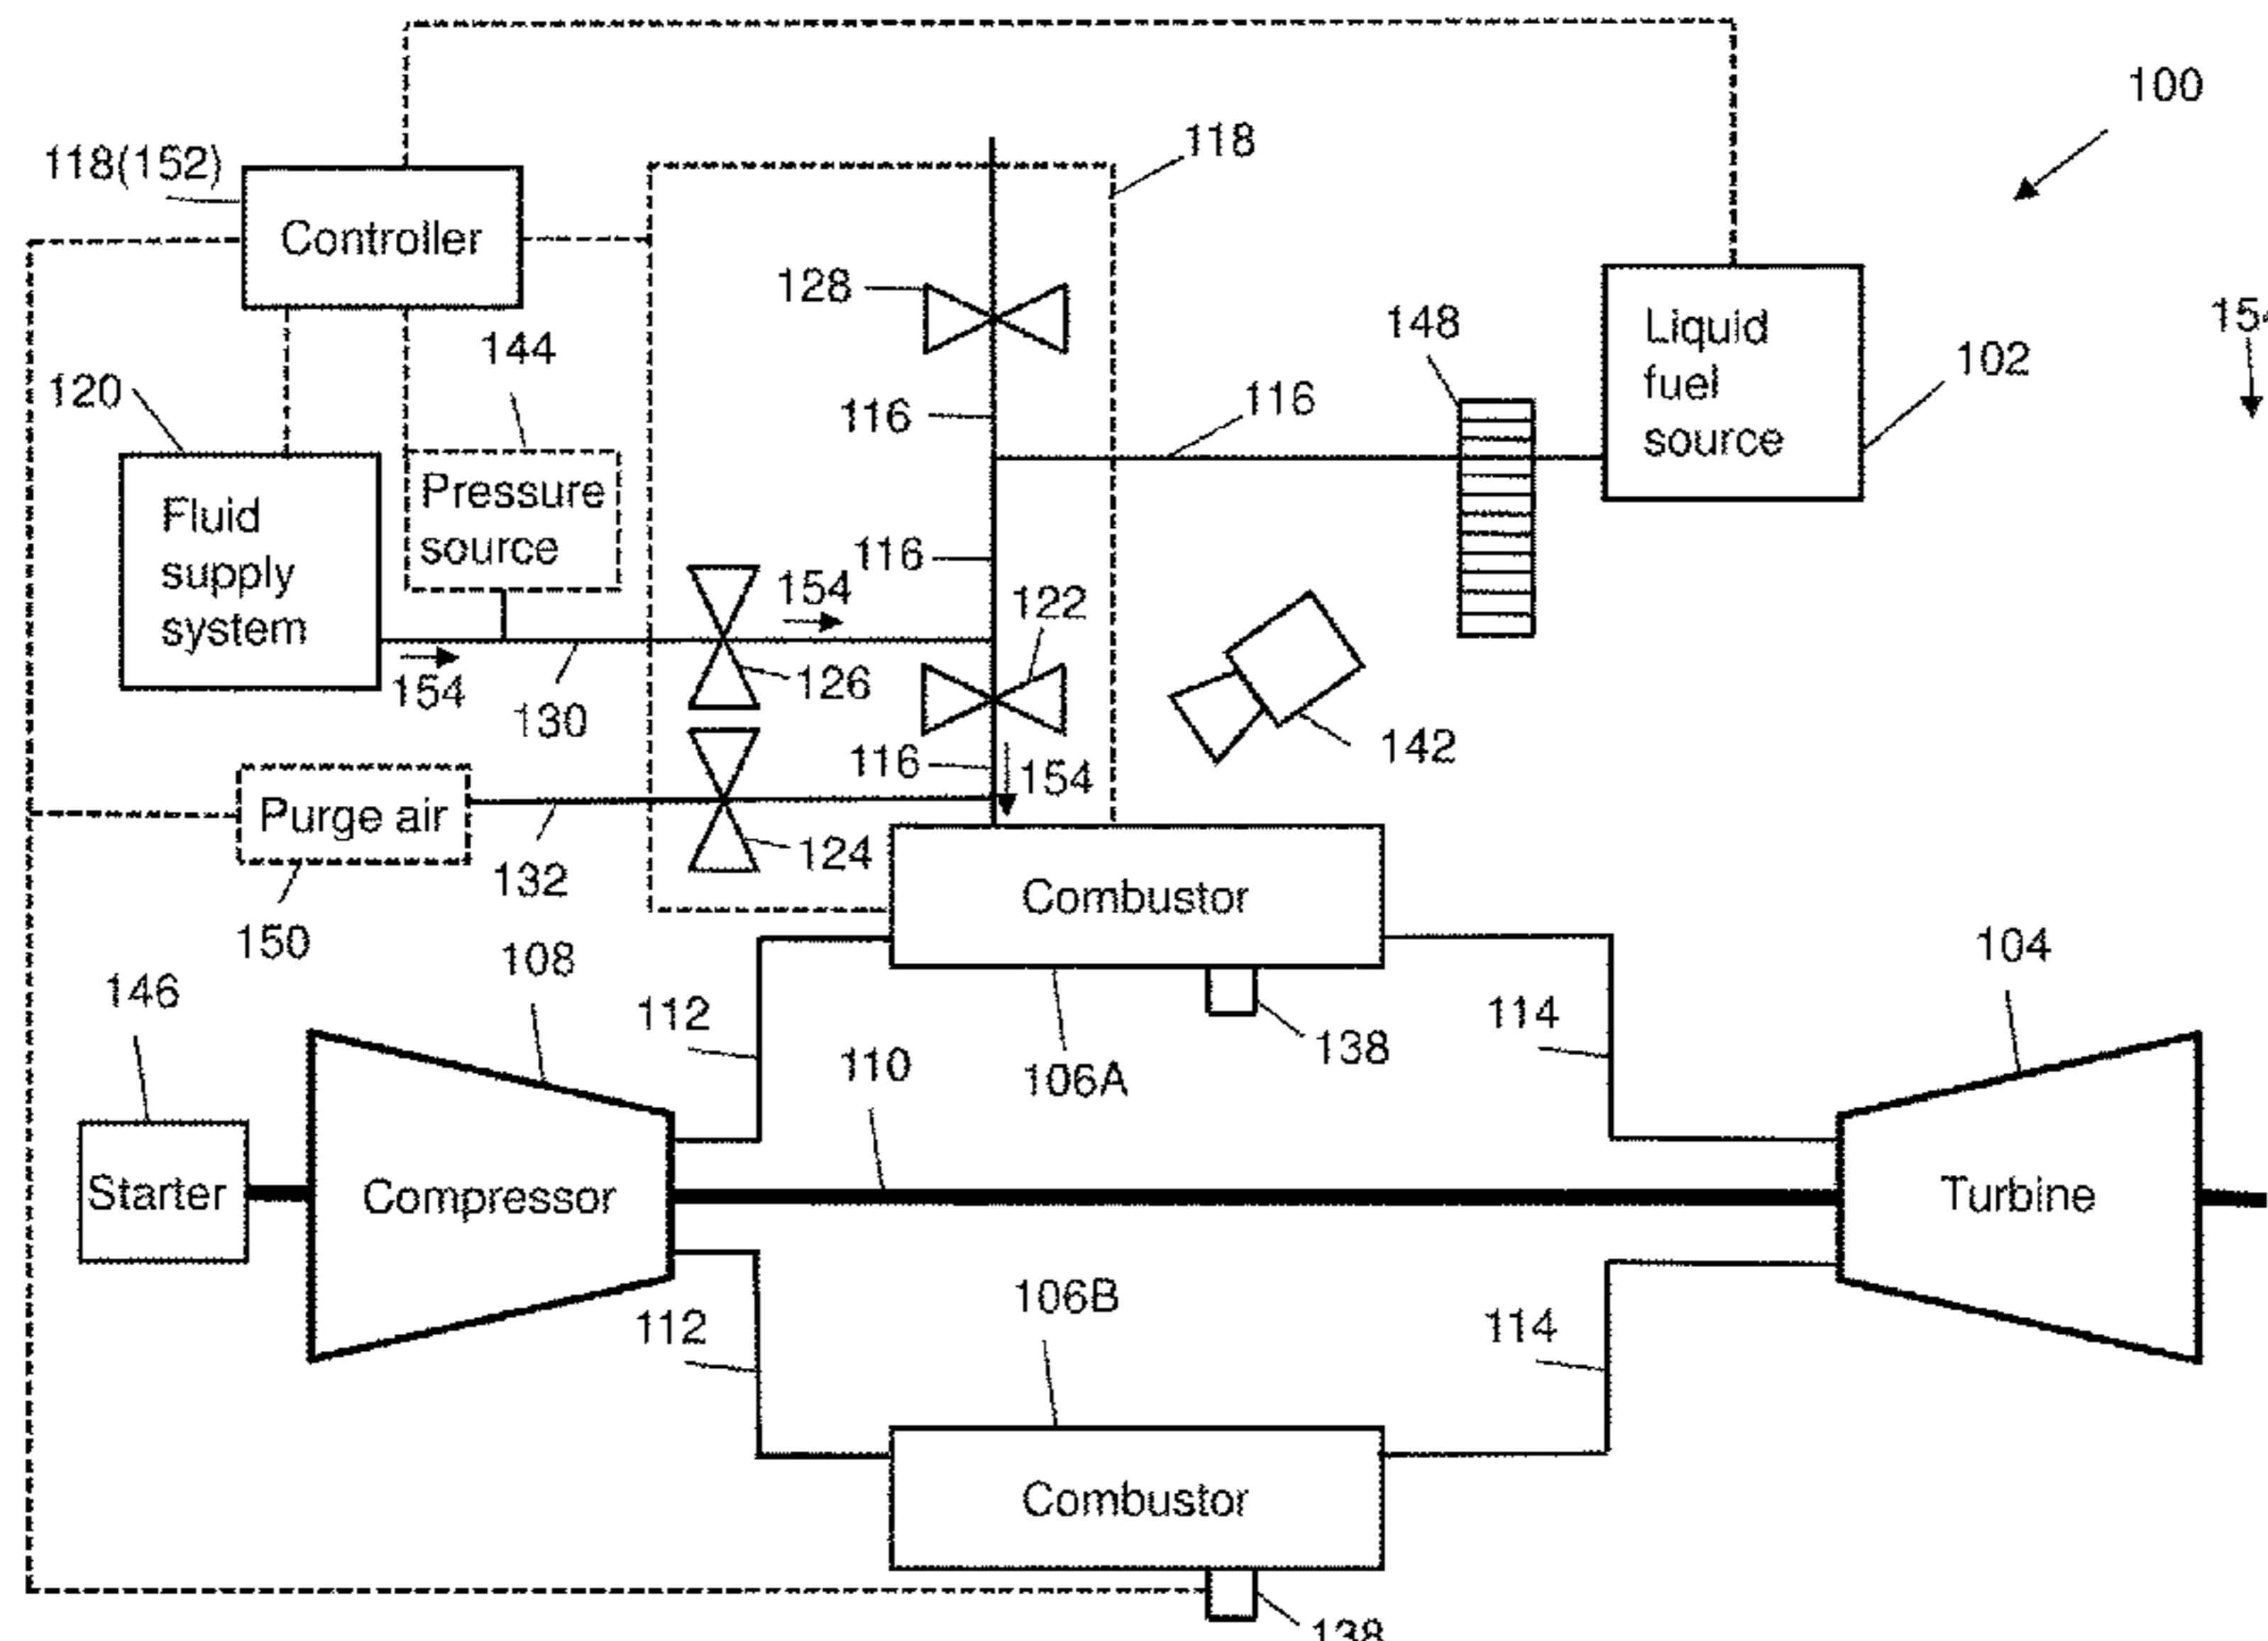 100
118(152)
118
Controller
128
148
Liquid
fuel
source
154
102
144
120
116
116
Pressure
source
Fluid
supply
system
116
122
154
126
154
130
142
116
154
Purge air
124
132
150
Combustor
108
104
146
112
114
138
110
106A
Starter
Compressor
Turbine
106B
112
114
Combustor
138